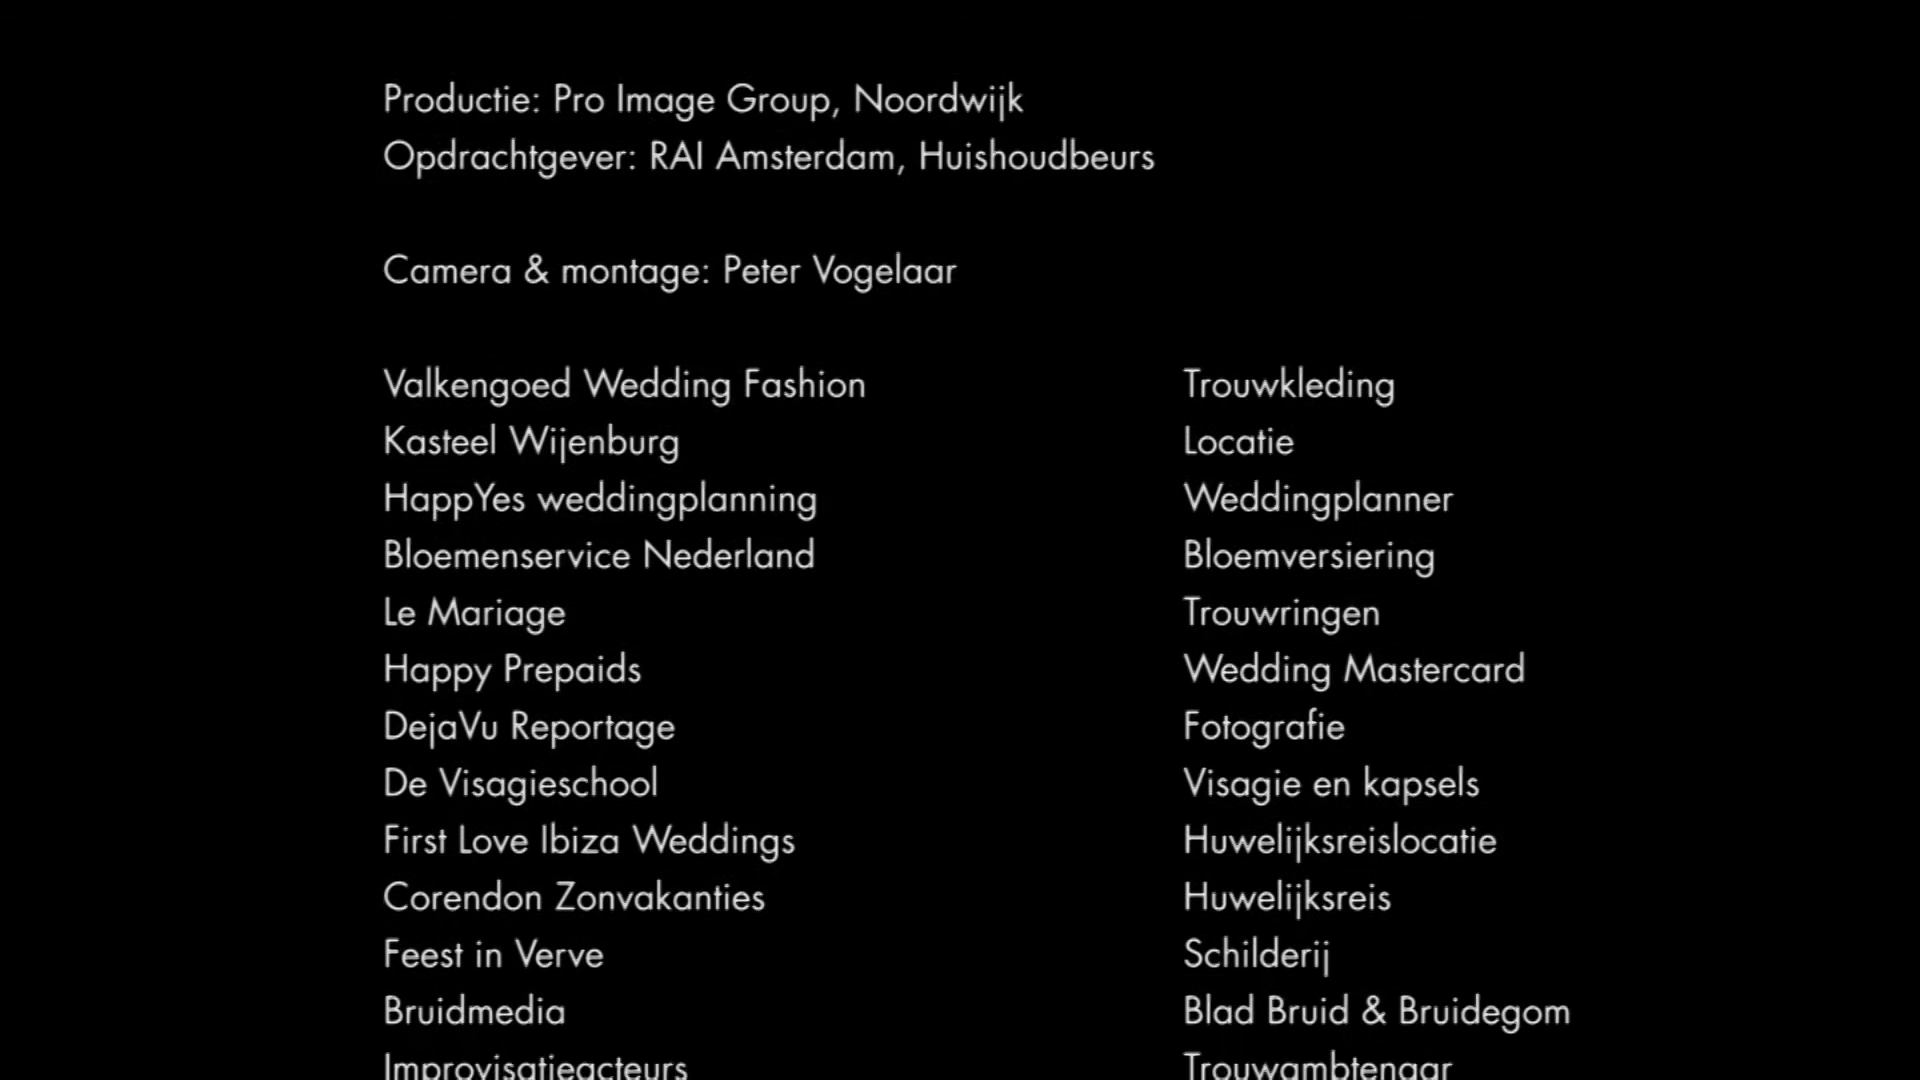 Productie: Pro Image Group, Noordwijk
Opdrachtgever: RAI Amsterdam, Huishoudbeurs
Camera & montage: Peter Vogelaar
Valkengoed Wedding Fashion Trouwkleding
Kasteel Wijenburg Locatie
HappYes weddingplanning Weddingplanner
Bloemenservice Nederland Bloemversiering
Le Mariage Trouwringen
Happy Prepaids Wedding Mastercard
DejaVu Reportage Fotografie
De Visagieschool Visagie en kapsels
First Love Ibiza Weddings Huwelijksreislocatie
Corendon Zonvakanties Huwelijksreis
Feest in Verve Schilderij
Bruidmedia Blad Bruid & Bruidegom
Improvisatieacteurs Trouwambtenaar